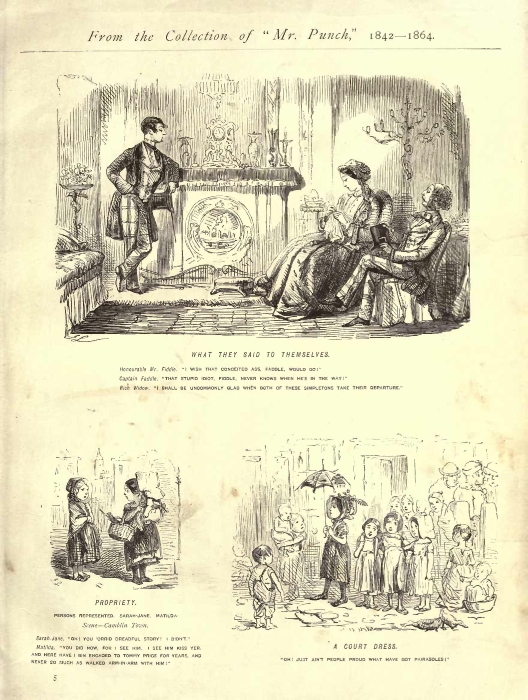 From the Collection of "Mr. Punch," 1842—1864.
WHAT THEY SAID TO THEMSELVES.
Honourable Mr. Fiddle. "I WISH THAT CONCEITED ASS, FADDLE, WOULD GO!"
Captain Faddle. "THAT STUPID IDIOT, FIDDLE, NEVER KNOWS WHEN HE'S IN THE WAY!"
Rich Widow. "I SHALL BE UNCOMMONLY GLAD WHEN BOTH OF THESE SIMPLETONS TAKE THEIR DEPARTURE."
PROPRIETY.
PERSONS REPRESENTED. SARAH-JANE. MATILDA.
Scene—Camblin Town.
Sarah-Jane. "OH! YOU 'ORRID DREADFUL STORY! I DIDN'T."
Matilda. "YOU DID NOW, FOR I SEE HIM. I SEE HIM KISS YER,
AND HERE HAVE I BIN ENGAGED TO TOMMY PRICE FOR YEARS, AND
NEVER SO MUCH AS WALKED ARM-IN-ARM WITH HIM!"
A COURT DRESS.
"OH! JUST AIN'T PEOPLE PROUD WHAT HAVE GOT PARASOLES!"
5